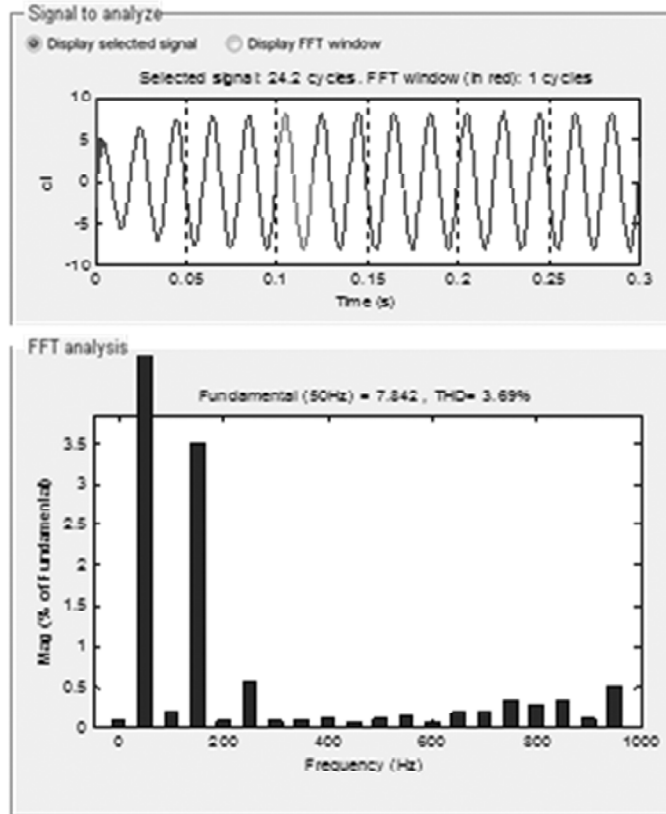 Signal to analyze
Display selected signal Display FFT window
Selected signal: 24.2 cycles. FFT window (in red): 1 cycles
10
5
0
-5
-10
cl
0 0.05 0.1 0.15 0.2 0.25 0.3
Time (s)
FFT analysis
Fundamental (50Hz) = 7.842 , THD= 3.69%
3.5
3
2.5
2
1.5
1
0.5
0
Mag (% of Fundamental)
0 200 400 600 800 1000
Frequency (Hz)